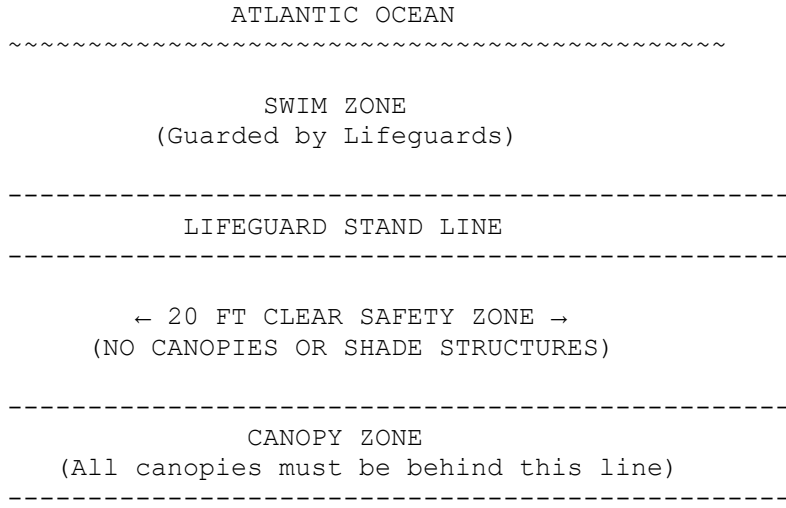 ATLANTIC OCEAN
~~~~~~~~~~~~~~~~~~~~~~~~~~~~~~~~~~~~~~~~~~~~~
SWIM ZONE
(Guarded by Lifeguards)
-------------------------------------------------
LIFEGUARD STAND LINE
-------------------------------------------------
← 20 FT CLEAR SAFETY ZONE →
(NO CANOPIES OR SHADE STRUCTURES)
-------------------------------------------------
CANOPY ZONE
(All canopies must be behind this line)
-------------------------------------------------